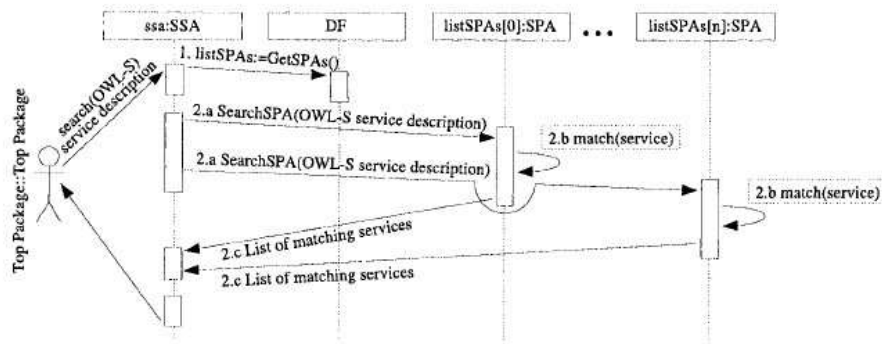 ssa:SSA
DF
listSPAs[0]:SPA
•••
listSPAs[n]:SPA
1. listSPAs:=GetSPAs()
search(OWL-S)
service description
Top Package::Top Package
2.a SearchSPA(OWL-S service description)
2.b match(service)
2.a SearchSPA(OWL-S service description)
2.b match(service)
2.c List of matching services
2.c List of matching services